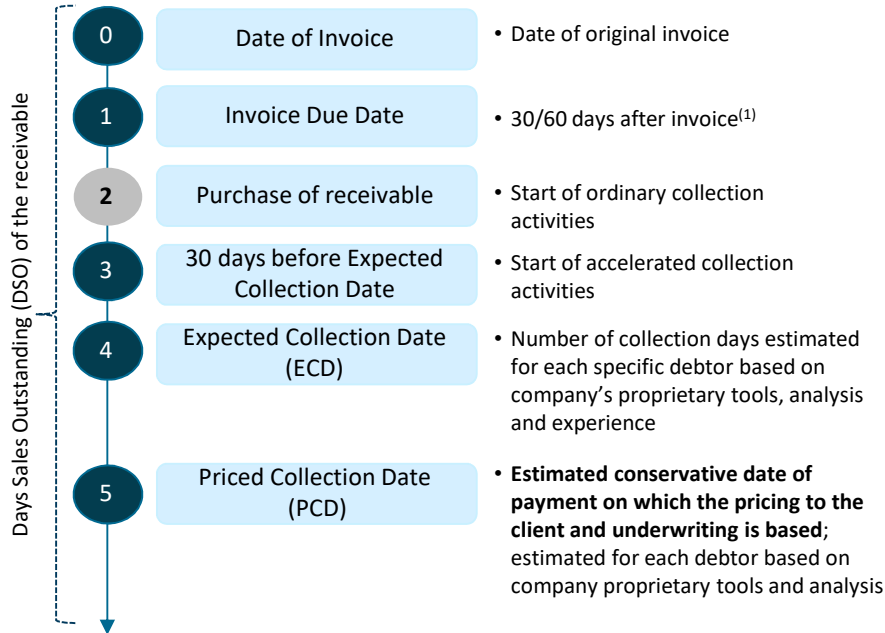 Days Sales Outstanding (DSO) of the receivable
0
Date of Invoice
• Date of original invoice
1
Invoice Due Date
• 30/60 days after invoice(1)
2
Purchase of receivable
• Start of ordinary collection
activities
3
30 days before Expected
Collection Date
• Start of accelerated collection
activities
4
Expected Collection Date
(ECD)
• Number of collection days estimated
for each specific debtor based on
company’s proprietary tools, analysis
and experience
5
Priced Collection Date
(PCD)
• Estimated conservative date of
payment on which the pricing to the
client and underwriting is based;
estimated for each debtor based on
company proprietary tools and analysis